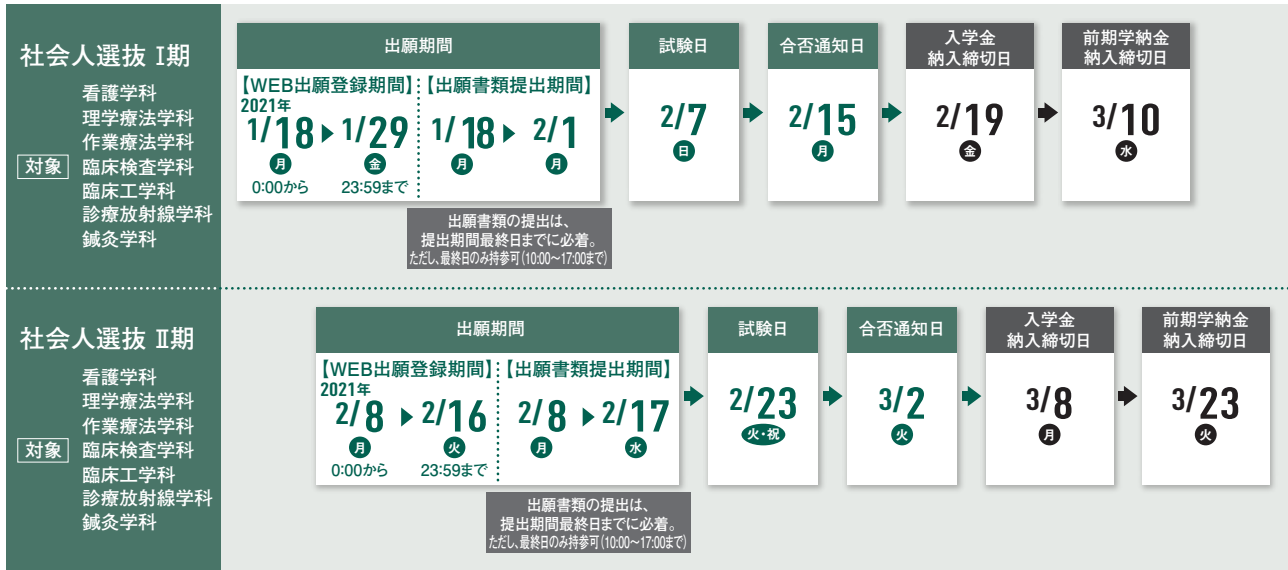 社会人選抜 Ⅰ期
対象
看護学科
理学療法学科
作業療法学科
臨床検査学科
臨床工学科
診療放射線学科
鍼灸学科
出願期間
【WEB出願登録期間】
2021年
1/18 ▶ 1/29
月 金
0:00から 23:59まで
【出願書類提出期間】
1/18 ▶ 2/1
月 月
出願書類の提出は、
提出期間最終日までに必着。
ただし、最終日のみ持参可(10:00〜17:00まで)
試験日
2/7
日
合否通知日
2/15
月
入学金
納入締切日
2/19
金
前期学納金
納入締切日
3/10
水
社会人選抜 Ⅱ期
対象
看護学科
理学療法学科
作業療法学科
臨床検査学科
臨床工学科
診療放射線学科
鍼灸学科
出願期間
【WEB出願登録期間】
2021年
2/8 ▶ 2/16
月 火
0:00から 23:59まで
【出願書類提出期間】
2/8 ▶ 2/17
月 水
出願書類の提出は、
提出期間最終日までに必着。
ただし、最終日のみ持参可(10:00〜17:00まで)
試験日
2/23
火・祝
合否通知日
3/2
火
入学金
納入締切日
3/8
月
前期学納金
納入締切日
3/23
火